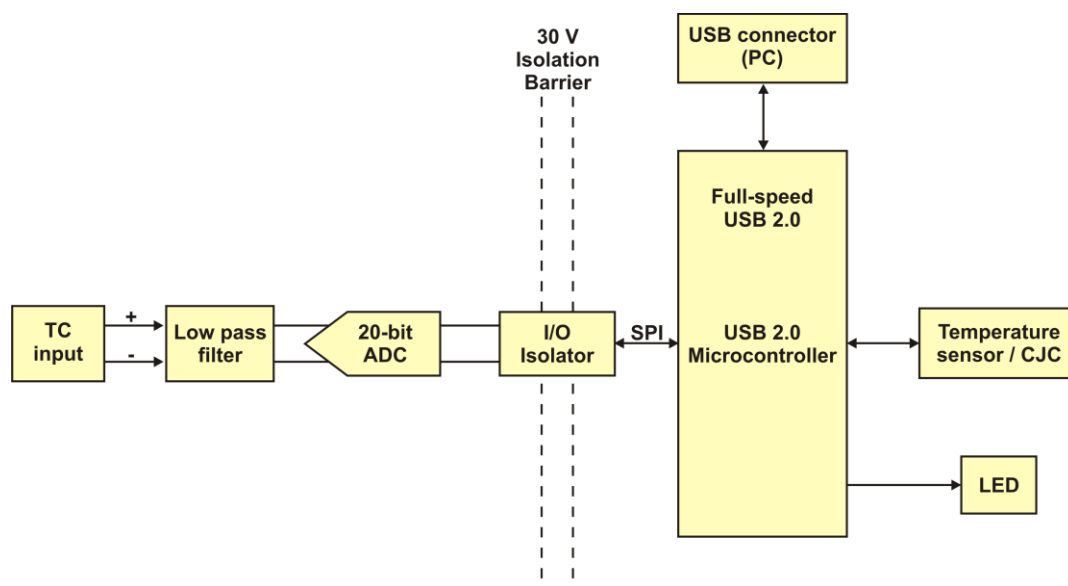 30 V
Isolation
Barrier
USB connector
(PC)
Full-speed
USB 2.0
TC
input
+
-
Low pass
filter
20-bit
ADC
I/O
Isolator
SPI
USB 2.0
Microcontroller
Temperature
sensor / CJC
LED